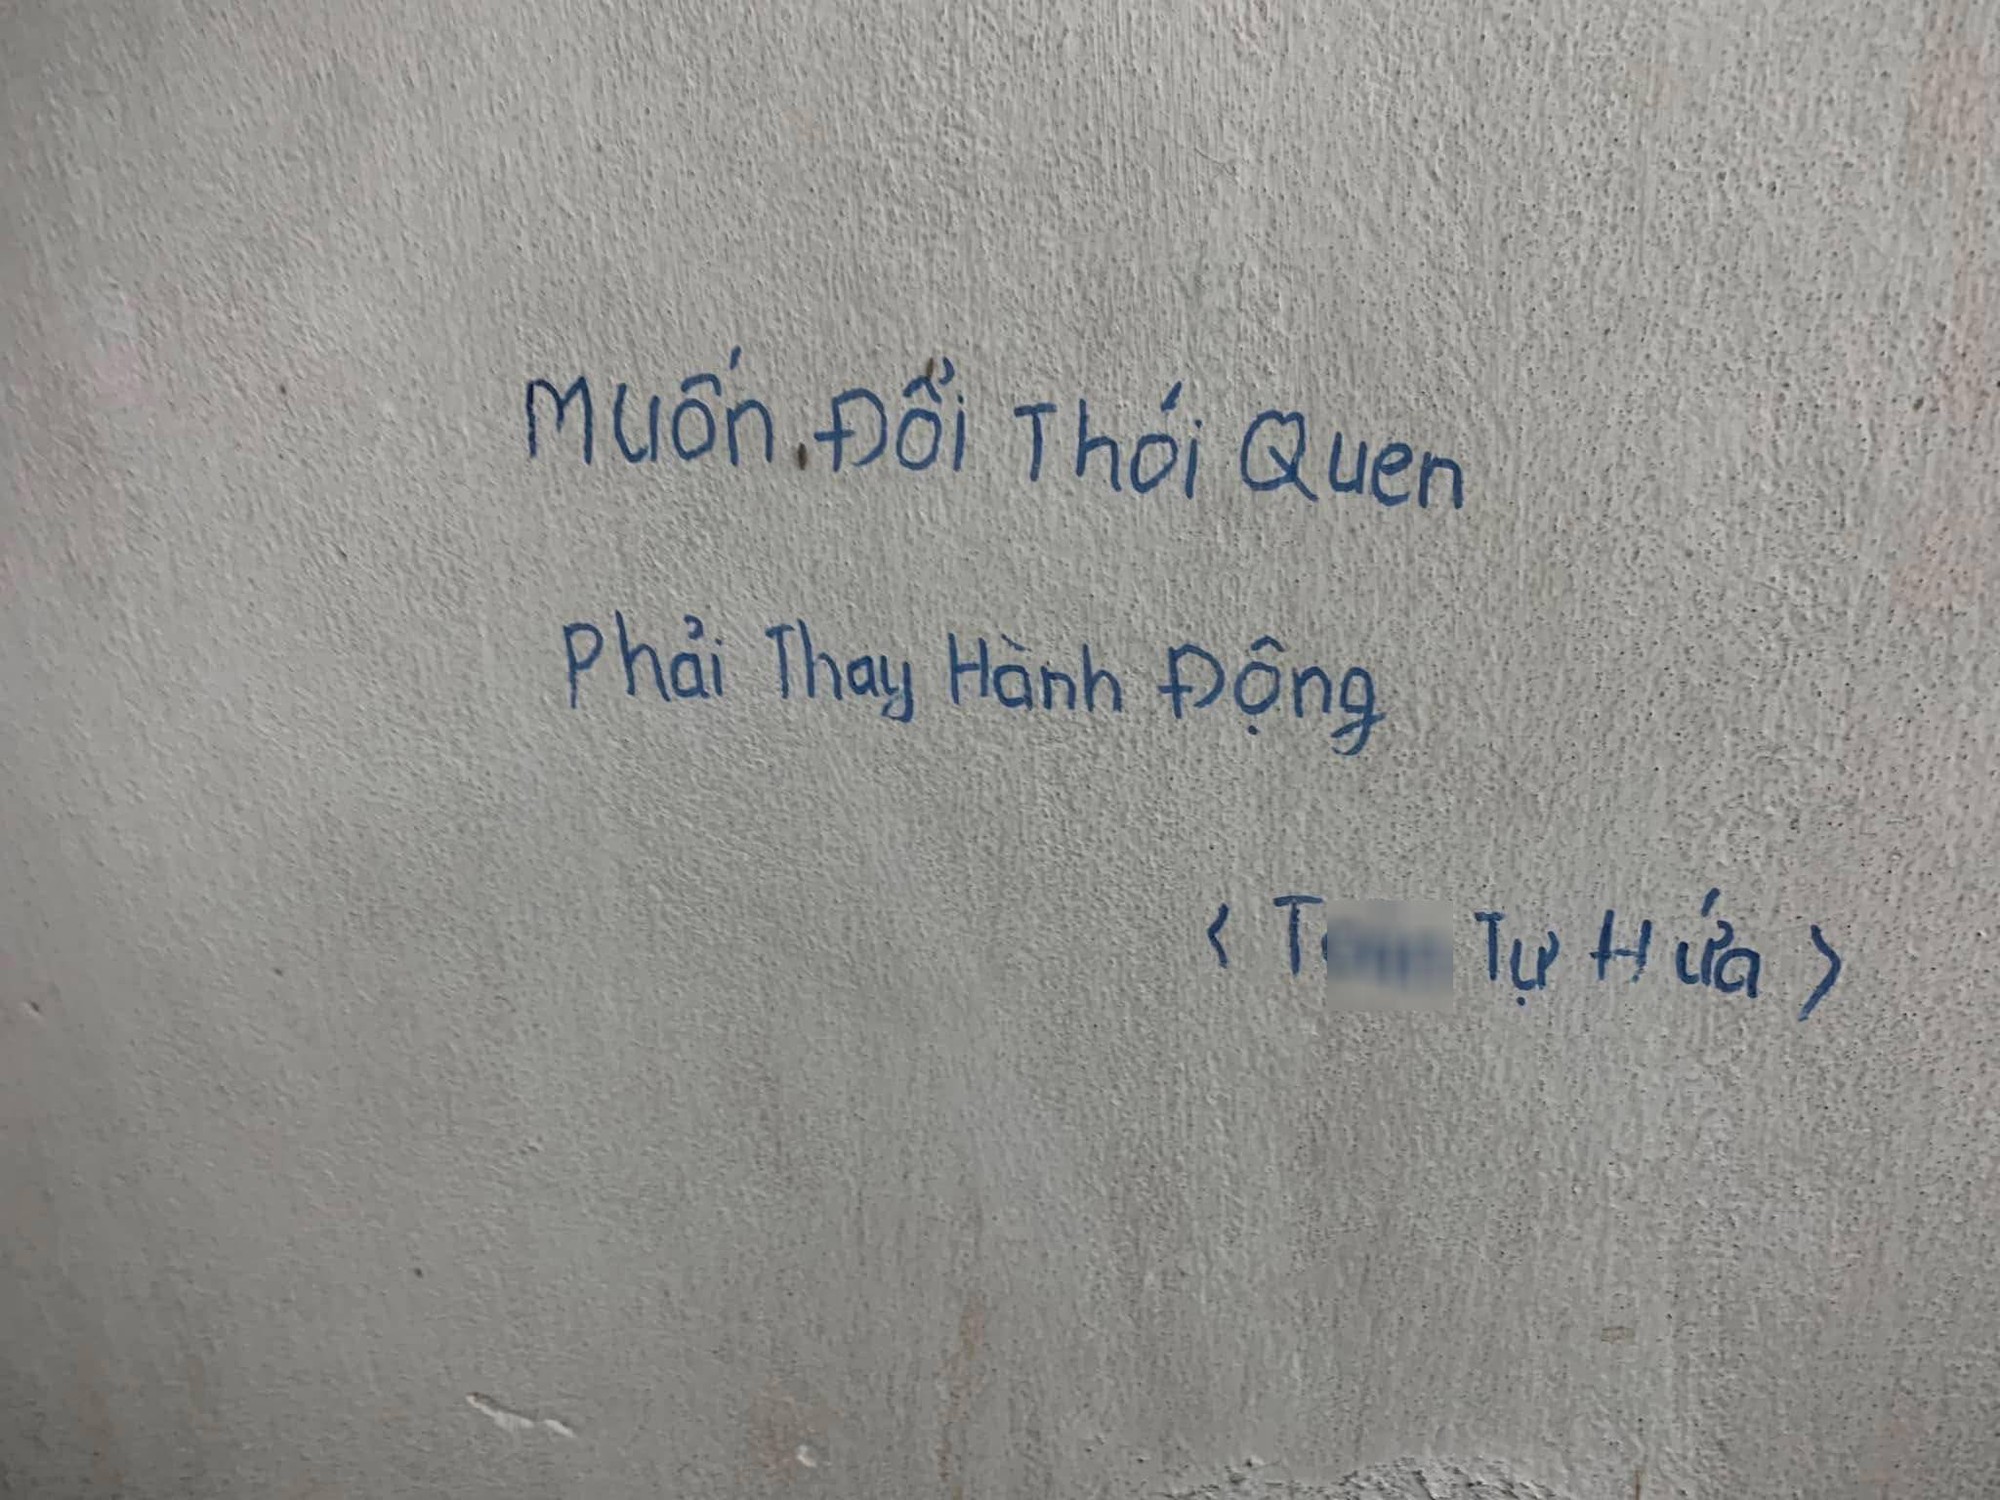 Muốn Đổi Thói Quen
Phải Thay Hành Động
< Tự Hứa >